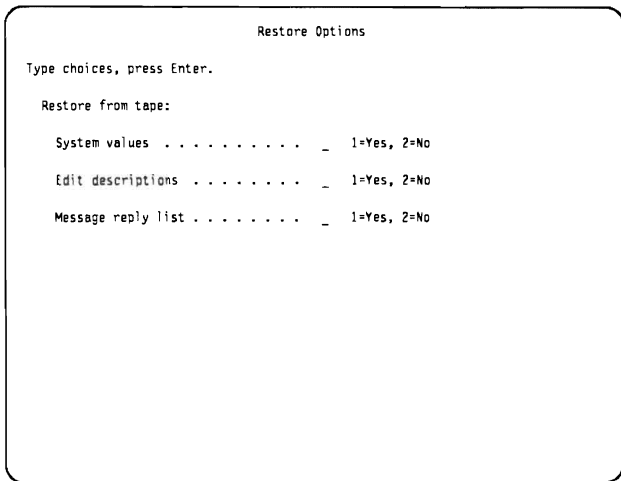 Restore Options
Type choices, press Enter.
Restore from tape:
System values . . . . . . . . . . _ 1=Yes, 2=No
Edit descriptions . . . . . . . . _ 1=Yes, 2=No
Message reply list . . . . . . . . _ 1=Yes, 2=No